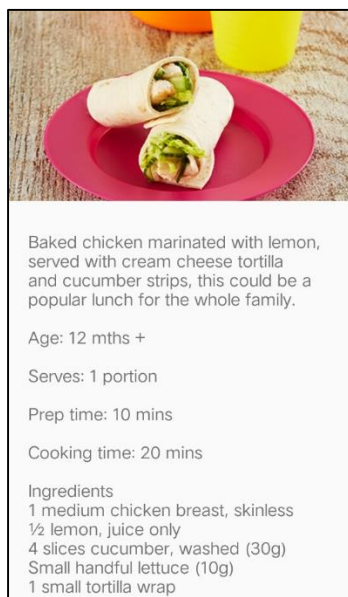 Baked chicken marinated with lemon,
served with cream cheese tortilla
and cucumber strips, this could be a
popular lunch for the whole family.
Age: 12 mths +
Serves: 1 portion
Prep time: 10 mins
Cooking time: 20 mins
Ingredients
1 medium chicken breast, skinless
½ lemon, juice only
4 slices cucumber, washed (30g)
Small handful lettuce (10g)
1 small tortilla wrap